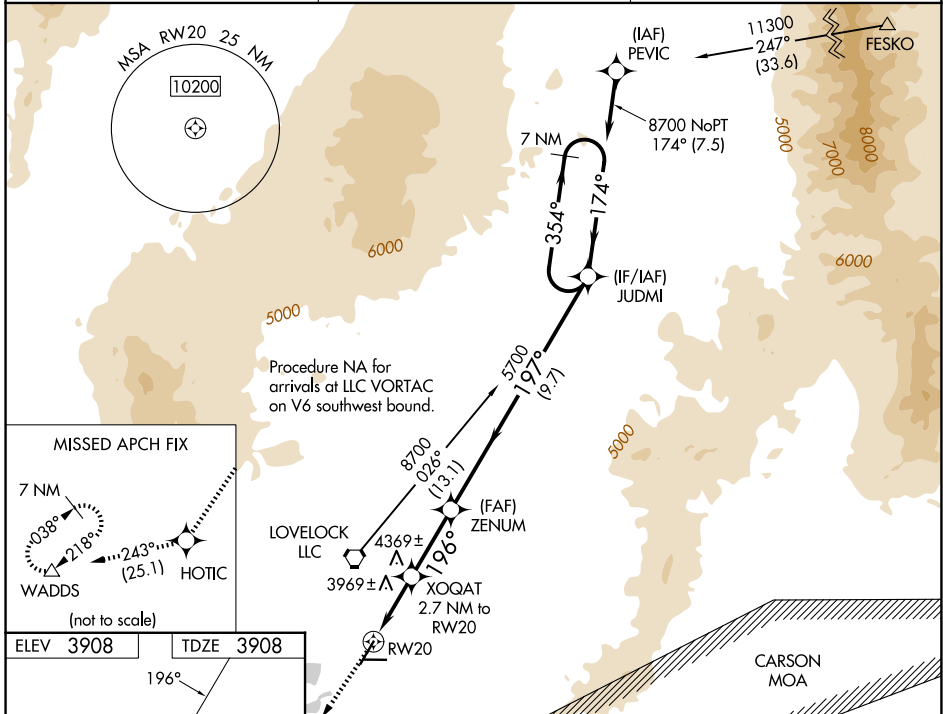 MSA RW20 25 NM
10200
(IAF)
PEVIC
11300
247°
(33.6)
FESKO
8700 NoPT
174° (7.5)
7 NM
354°
174°
5000
7000
8000
6000
6000
5000
5000
(IF/IAF)
JUDMI
Procedure NA for
arrivals at LLC VORTAC
on V6 southwest bound.
5700
197°
(9.7)
8700
026°
(13.1)
(FAF)
ZENUM
LOVELOCK
LLC
4369±
3969±
196°
XOQAT
2.7 NM to
RW20
RW20
CARSON
MOA
MISSED APCH FIX
7 NM
038°
218°
243°
(25.1)
HOTIC
WADDS
(not to scale)
ELEV 3908
TDZE 3908
196°